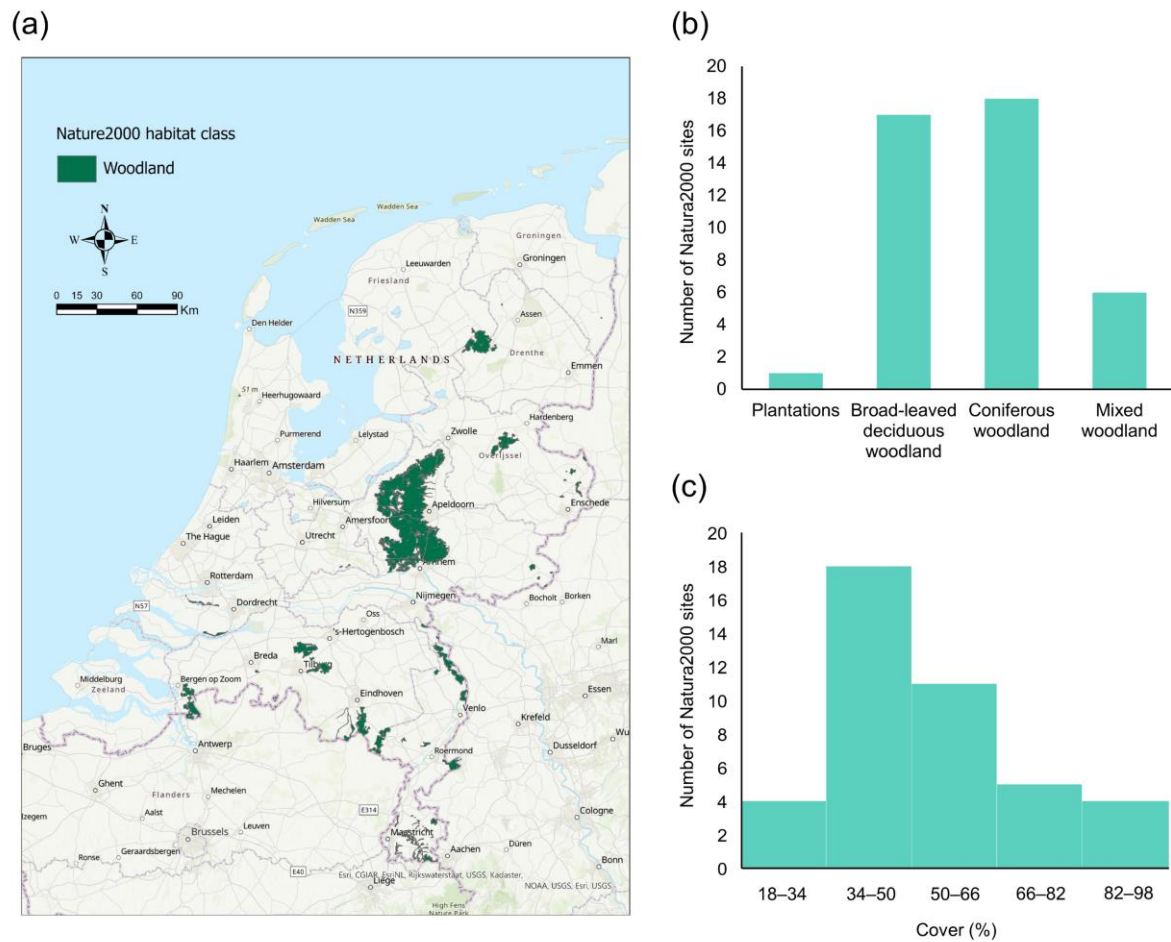 (a)
Nature2000 habitat class
Woodland
N
W E
S
0 15 30 60 90
Km
Wadden Sea
Wadden Sea
Groningen
Groningen
Leeuwarden
Friesland
N359
Assen
Den Helder
NETHERLANDS
Drenthe
Emmen
51 m
Heerhugowaard
Hardenberg
Purmerend
Lelystad
Zwolle
Overijssel
Haarlem
Amsterdam
Hilversum
Apeldoorn
Enschede
Leiden
Amersfoort
The Hague
Utrecht
Arnhem
Rotterdam
Nijmegen
Bocholt
Borken
N57
Dordrecht
Oss
's-Hertogenbosch
Marl
Breda
Tilburg
Middelburg
Zeeland
Bergen op Zoom
Eindhoven
Essen
Venlo
Krefeld
Bruges
Antwerp
Roermond
Dusseldorf
Wu
Ghent
Flanders
Mechelen
Cologne
Izegem
Aalst
E314
Brussels
Leuven
Maastricht
Aachen
Düren
Ronse
Geraardsbergen
Bonn
E40
Liège
Esri, CGIAR, EsriNL, Rijkswaterstaat, USGS, Kadaster,
NOAA, USGS, Esri, USGS
High Fens
Nature Park
(b)
Number of Natura2000 sites
20
18
16
14
12
10
8
6
4
2
0
Plantations
Broad-leaved
deciduous
woodland
Coniferous
woodland
Mixed
woodland
(c)
Number of Natura2000 sites
20
18
16
14
12
10
8
6
4
2
0
18–34 34–50 50–66 66–82 82–98
Cover (%)